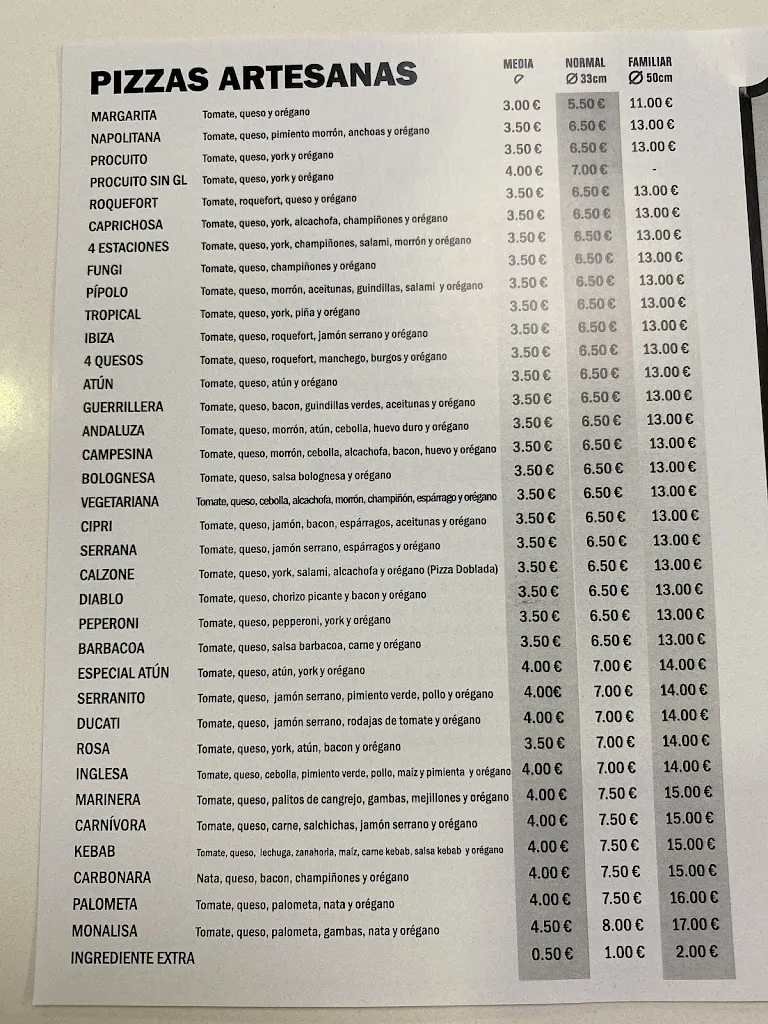 PIZZAS ARTESANAS MEDIA NORMAL Ø 33cm FAMILIAR Ø 50cm
MARGARITA Tomate, queso y orégano 3.00 € 5.50 € 11.00 €
NAPOLITANA Tomate, queso, pimiento morrón, anchoas y orégano 3.50 € 6.50 € 13.00 €
PROCUITO Tomate, queso, york y orégano 3.50 € 6.50 € 13.00 €
PROCUITO SIN GL Tomate, queso, york y orégano 4.00 € 7.00 € -
ROQUEFORT Tomate, roquefort, queso y orégano 3.50 € 6.50 € 13.00 €
CAPRICHOSA Tomate, queso, york, alcachofa, champiñones y orégano 3.50 € 6.50 € 13.00 €
4 ESTACIONES Tomate, queso, york, champiñones, salami, morrón y orégano 3.50 € 6.50 € 13.00 €
FUNGI Tomate, queso, champiñones y orégano 3.50 € 6.50 € 13.00 €
PÍPOLO Tomate, queso, morrón, aceitunas, guindillas, salami y orégano 3.50 € 6.50 € 13.00 €
TROPICAL Tomate, queso, york, piña y orégano 3.50 € 6.50 € 13.00 €
IBIZA Tomate, queso, roquefort, jamón serrano y orégano 3.50 € 6.50 € 13.00 €
4 QUESOS Tomate, queso, roquefort, manchego, burgos y orégano 3.50 € 6.50 € 13.00 €
ATÚN Tomate, queso, atún y orégano 3.50 € 6.50 € 13.00 €
GUERRILLERA Tomate, queso, bacon, guindillas verdes, aceitunas y orégano 3.50 € 6.50 € 13.00 €
ANDALUZA Tomate, queso, morrón, atún, cebolla, huevo duro y orégano 3.50 € 6.50 € 13.00 €
CAMPESINA Tomate, queso, morrón, cebolla, alcachofa, bacon, huevo y orégano 3.50 € 6.50 € 13.00 €
BOLOGNESA Tomate, queso, salsa bolognesa y orégano 3.50 € 6.50 € 13.00 €
VEGETARIANA Tomate, queso, cebolla, alcachofa, morrón, champiñón, espárrago y orégano 3.50 € 6.50 € 13.00 €
CIPRI Tomate, queso, jamón, bacon, espárragos, aceitunas y orégano 3.50 € 6.50 € 13.00 €
SERRANA Tomate, queso, jamón serrano, espárragos y orégano 3.50 € 6.50 € 13.00 €
CALZONE Tomate, queso, york, salami, alcachofa y orégano (Pizza Doblada) 3.50 € 6.50 € 13.00 €
DIABLO Tomate, queso, chorizo picante y bacon y orégano 3.50 € 6.50 € 13.00 €
PEPERONI Tomate, queso, pepperoni, york y orégano 3.50 € 6.50 € 13.00 €
BARBACOA Tomate, queso, salsa barbacoa, carne y orégano 3.50 € 6.50 € 13.00 €
ESPECIAL ATÚN Tomate, queso, atún, york y orégano 4.00 € 7.00 € 14.00 €
SERRANITO Tomate, queso, jamón serrano, pimiento verde, pollo y orégano 4.00€ 7.00 € 14.00 €
DUCATI Tomate, queso, jamón serrano, rodajas de tomate y orégano 4.00 € 7.00 € 14.00 €
ROSA Tomate, queso, york, atún, bacon y orégano 3.50 € 7.00 € 14.00 €
INGLESA Tomate, queso, cebolla, pimiento verde, pollo, maíz y pimienta y orégano 4.00 € 7.00 € 14.00 €
MARINERA Tomate, queso, palitos de cangrejo, gambas, mejillones y orégano 4.00 € 7.50 € 15.00 €
CARNÍVORA Tomate, queso, carne, salchichas, jamón serrano y orégano 4.00 € 7.50 € 15.00 €
KEBAB Tomate, queso, lechuga, zanahoria, maíz, carne kebab, salsa kebab y orégano 4.00 € 7.50 € 15.00 €
CARBONARA Nata, queso, bacon, champiñones y orégano 4.00 € 7.50 € 15.00 €
PALOMETA Tomate, queso, palometa, nata y orégano 4.00 € 7.50 € 16.00 €
MONALISA Tomate, queso, palometa, gambas, nata y orégano 4.50 € 8.00 € 17.00 €
INGREDIENTE EXTRA 0.50 € 1.00 € 2.00 €